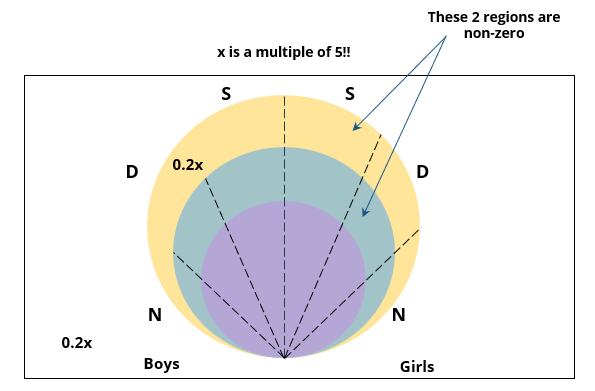 These 2 regions are
non-zero
x is a multiple of 5!!
S S
D 0.2x D
N N
0.2x
Boys Girls